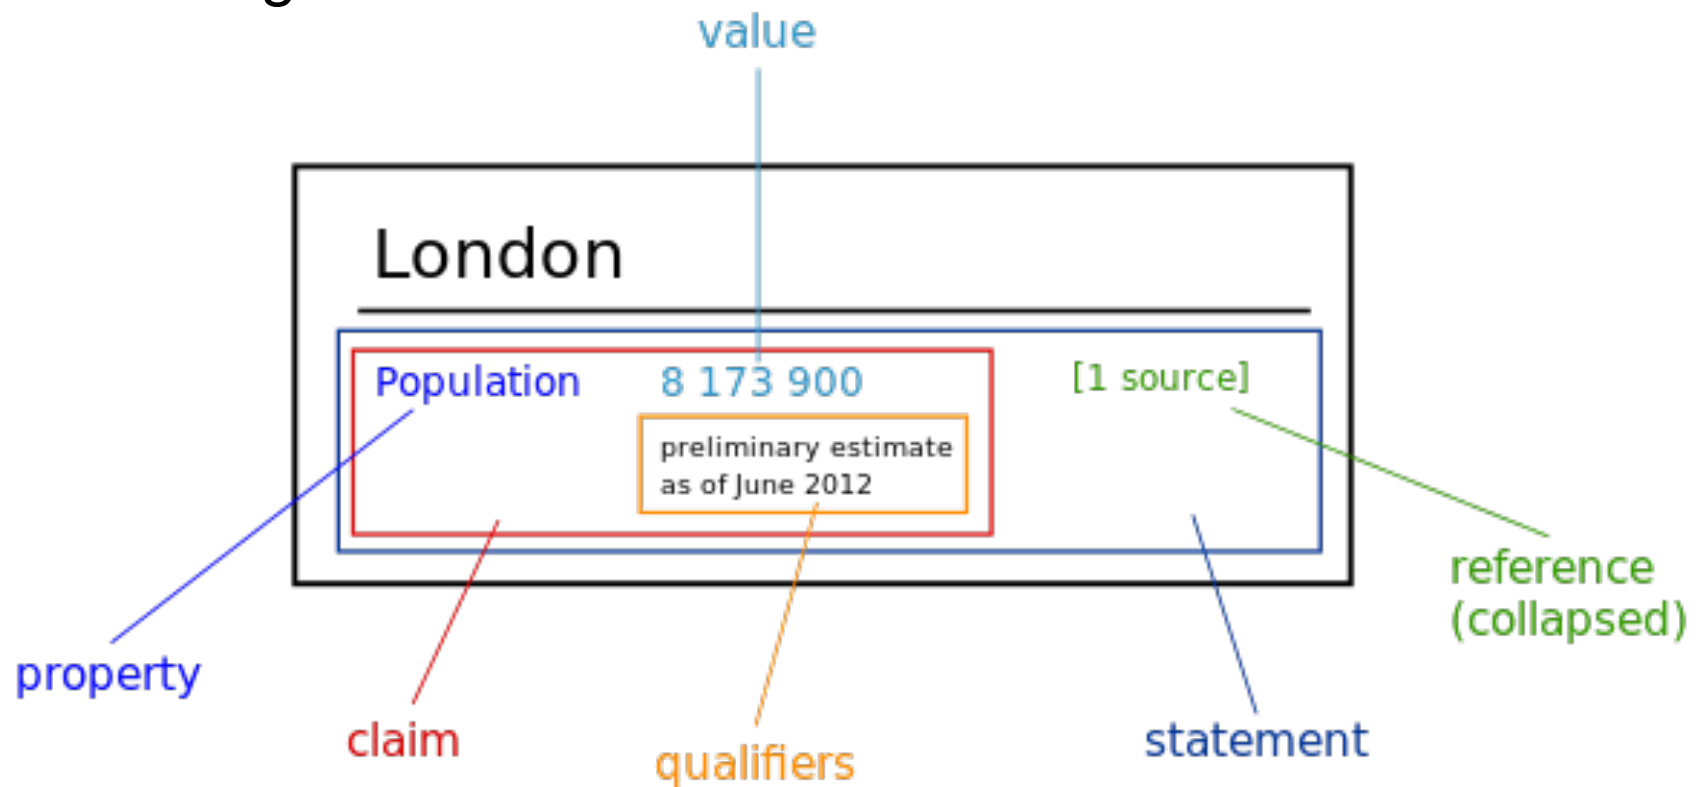 value
London
Population 8 173 900 [1 source]
preliminary estimate
as of June 2012
reference
(collapsed)
property
claim
qualifiers
statement